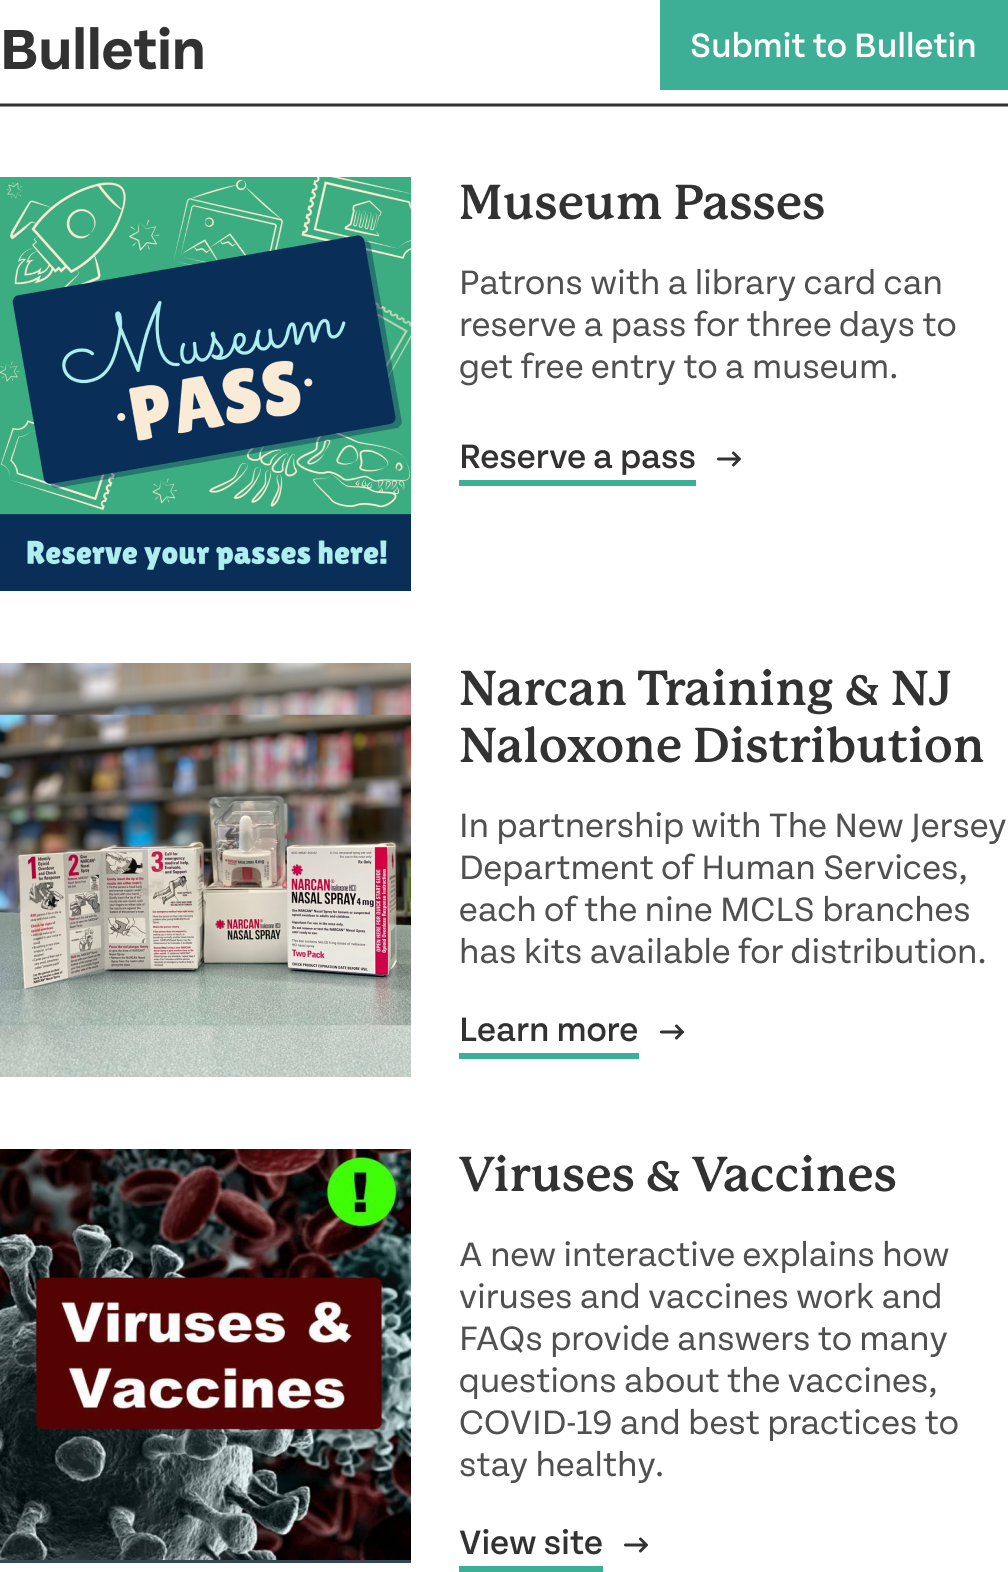 Bulletin
Submit to Bulletin
Museum
·PASS·
Reserve your passes here!
Museum Passes
Patrons with a library card can
reserve a pass for three days to
get free entry to a museum.
Reserve a pass →
1
2
3
NARCAN
NASAL SPRAY
NARCAN®
NASAL SPRAY 4 mg
Two Pack
Narcan Training & NJ
Naloxone Distribution
In partnership with The New Jersey
Department of Human Services,
each of the nine MCLS branches
has kits available for distribution.
Learn more →
!
Viruses &
Vaccines
Viruses & Vaccines
A new interactive explains how
viruses and vaccines work and
FAQs provide answers to many
questions about the vaccines,
COVID-19 and best practices to
stay healthy.
View site →